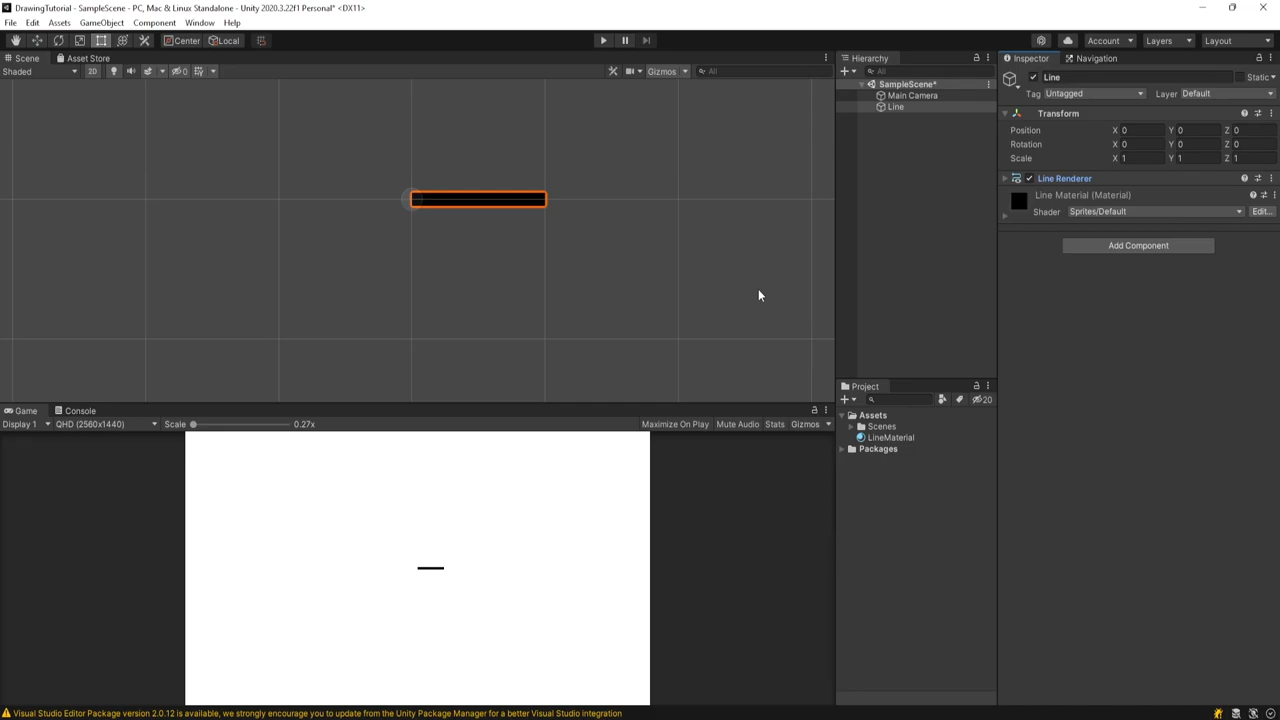 DrawingTutorial - SampleScene - PC, Mac & Linux Standalone - Unity 2020.3.22f1 Personal* <DX11>
File Edit Assets GameObject Component Window Help
Center Local Account Layers Layout
Scene Asset Store
Shaded 2D 0 Gizmos All
Hierarchy
All
SampleScene*
Main Camera
Line
Inspector Navigation
Line Static
Tag Untagged Layer Default
Transform
Position X 0 Y 0 Z 0
Rotation X 0 Y 0 Z 0
Scale X 1 Y 1 Z 1
Line Renderer
Line Material (Material)
Shader Sprites/Default Edit...
Add Component
Game Console
Display 1 QHD (2560x1440) Scale 0.27x Maximize On Play Mute Audio Stats Gizmos
Project
20
Assets
Scenes
LineMaterial
Packages
Visual Studio Editor Package version 2.0.12 is available, we strongly encourage you to update from the Unity Package Manager for a better Visual Studio integration